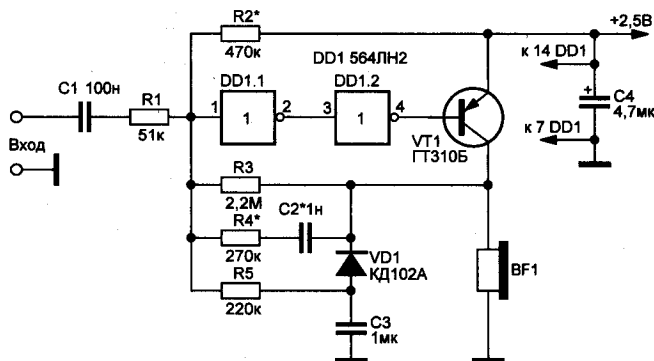 R2*
470к
+2,5В
DD1 564ЛН2
к 14 DD1
C1 100н
R1
51к
DD1.1
DD1.2
1
1
2
3
1
4
+
C4
4,7мк
Вход
VT1
ГТ310Б
к 7 DD1
R3
2,2М
C2*1н
R4*
270к
VD1
КД102А
BF1
R5
220к
C3
1мк